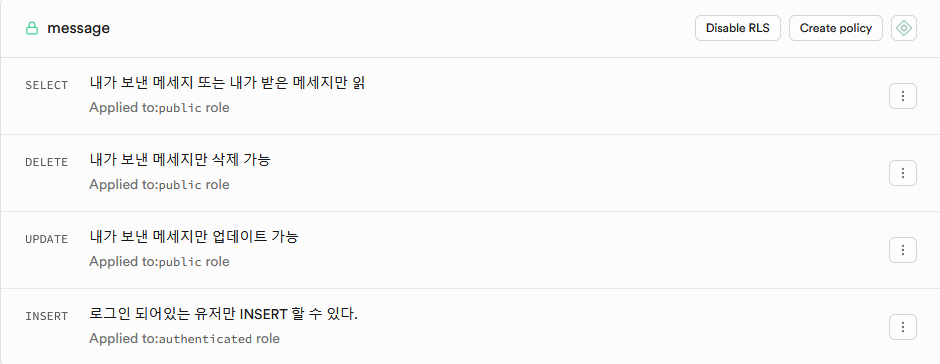 message
Disable RLS
Create policy
SELECT
내가 보낸 메세지 또는 내가 받은 메세지만 읽
Applied to:public role
DELETE
내가 보낸 메세지만 삭제 가능
Applied to:public role
UPDATE
내가 보낸 메세지만 업데이트 가능
Applied to:public role
INSERT
로그인 되어있는 유저만 INSERT 할 수 있다.
Applied to:authenticated role